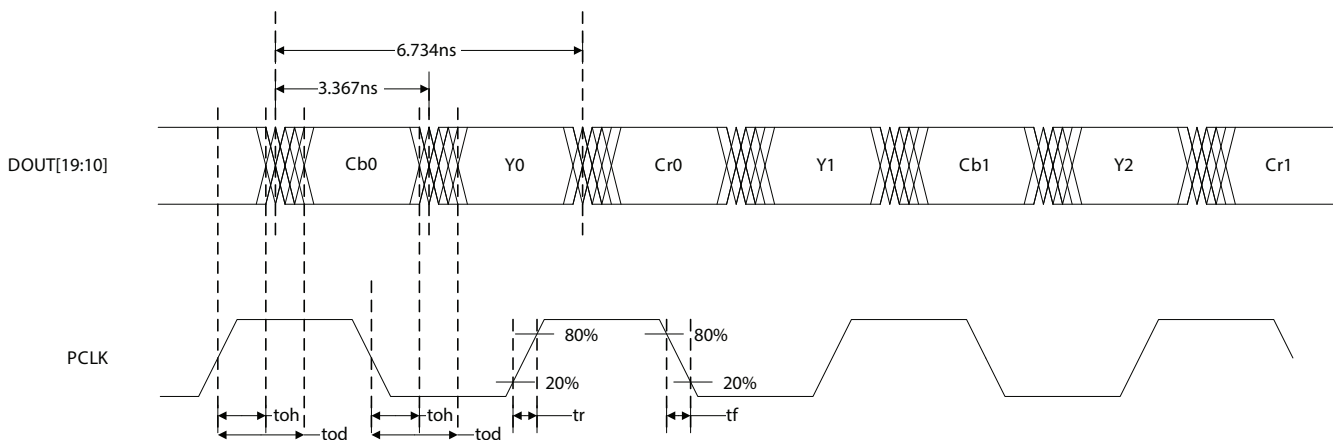 6.734ns
3.367ns
DOUT[19:10]
Cb0
Y0
Cr0
Y1
Cb1
Y2
Cr1
PCLK
80%
80%
20%
20%
toh
toh
tr
tf
tod
tod